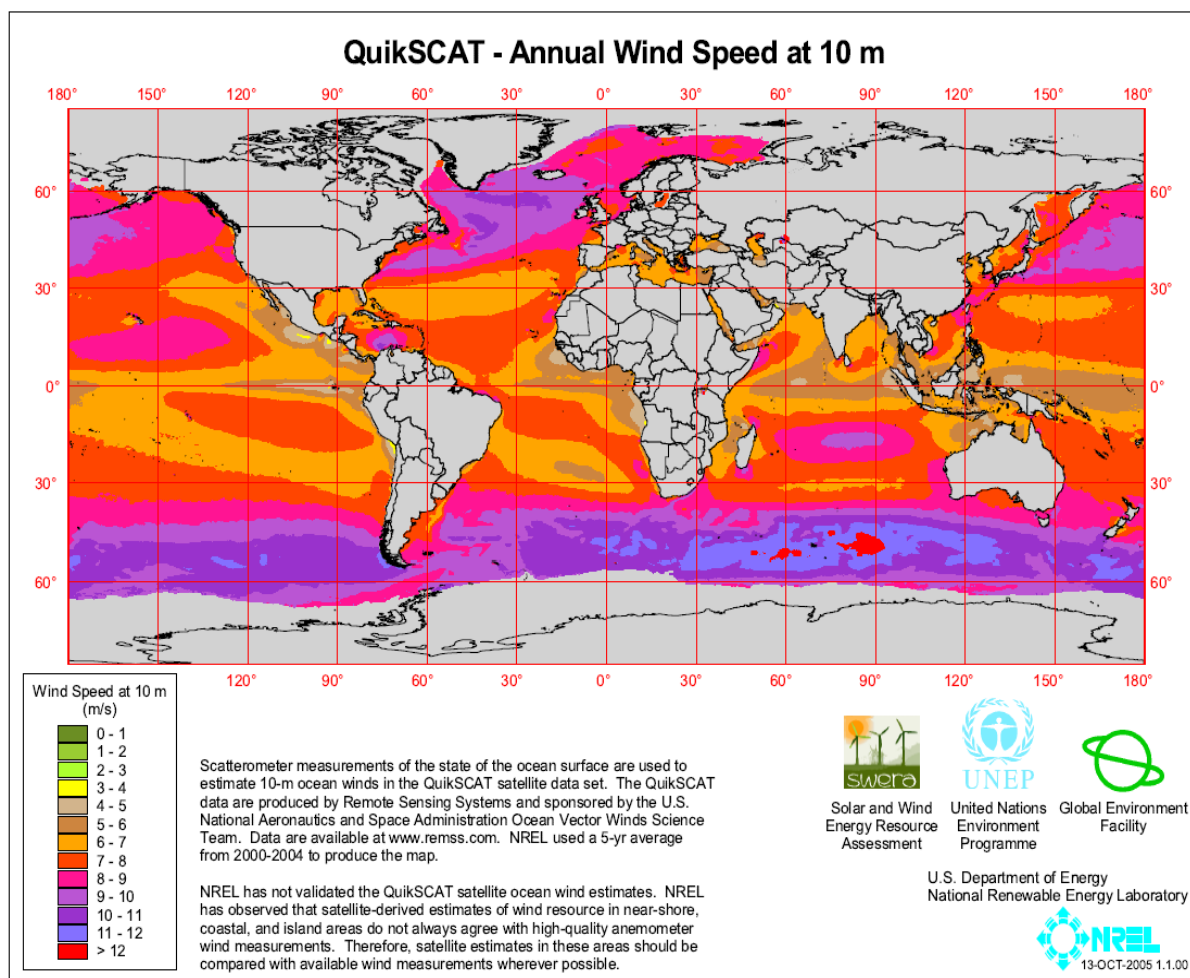 QuikSCAT - Annual Wind Speed at 10 m
180° 150° 120° 90° 60° 30° 0° 30° 60° 90° 120° 150° 180°
60° 60°
30° 30°
0° 0°
30° 30°
60° 60°
120° 90° 60° 30° 0° 30° 60° 90° 120° 150° 180°
Wind Speed at 10 m
(m/s)
0 - 1
1 - 2
2 - 3
3 - 4
4 - 5
5 - 6
6 - 7
7 - 8
8 - 9
9 - 10
10 - 11
11 - 12
> 12
Scatterometer measurements of the state of the ocean surface are used to
estimate 10-m ocean winds in the QuikSCAT satellite data set. The QuikSCAT
data are produced by Remote Sensing Systems and sponsored by the U.S.
National Aeronautics and Space Administration Ocean Vector Winds Science
Team. Data are available at www.remss.com. NREL used a 5-yr average
from 2000-2004 to produce the map.
NREL has not validated the QuikSCAT satellite ocean wind estimates. NREL
has observed that satellite-derived estimates of wind resource in near-shore,
coastal, and island areas do not always agree with high-quality anemometer
wind measurements. Therefore, satellite estimates in these areas should be
compared with available wind measurements wherever possible.
swera
Solar and Wind
Energy Resource
Assessment
UNEP
United Nations
Environment
Programme
Global Environment
Facility
U.S. Department of Energy
National Renewable Energy Laboratory
NREL
13-OCT-2005 1.1.00